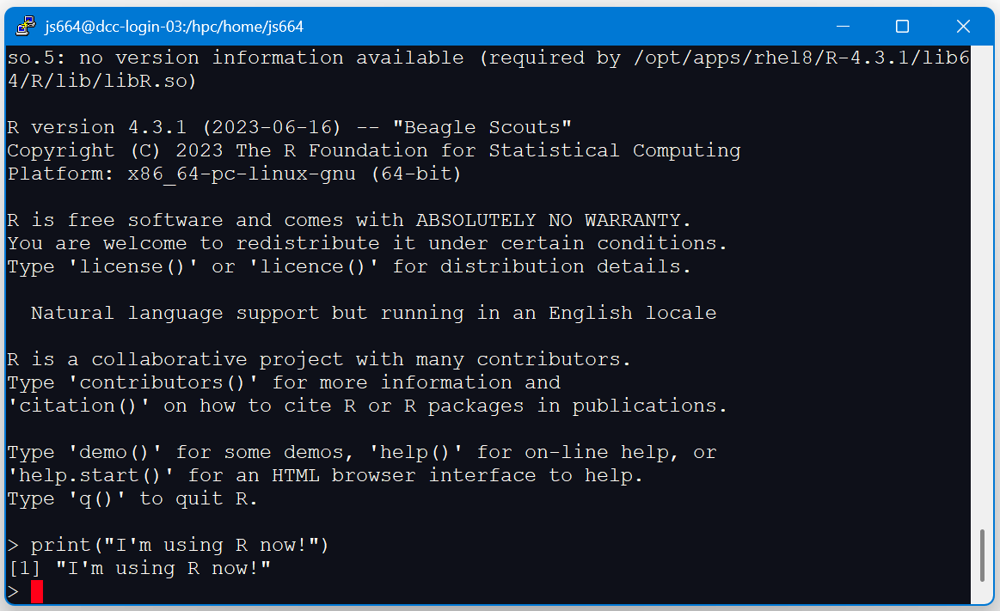 js664@dcc-login-03:/hpc/home/js664
so.5: no version information available (required by /opt/apps/rhel8/R-4.3.1/lib6
4/R/lib/libR.so)
R version 4.3.1 (2023-06-16) -- "Beagle Scouts"
Copyright (C) 2023 The R Foundation for Statistical Computing
Platform: x86_64-pc-linux-gnu (64-bit)
R is free software and comes with ABSOLUTELY NO WARRANTY.
You are welcome to redistribute it under certain conditions.
Type 'license()' or 'licence()' for distribution details.
  Natural language support but running in an English locale
R is a collaborative project with many contributors.
Type 'contributors()' for more information and
'citation()' on how to cite R or R packages in publications.
Type 'demo()' for some demos, 'help()' for on-line help, or
'help.start()' for an HTML browser interface to help.
Type 'q()' to quit R.
> print("I'm using R now!")
[1] "I'm using R now!"
>